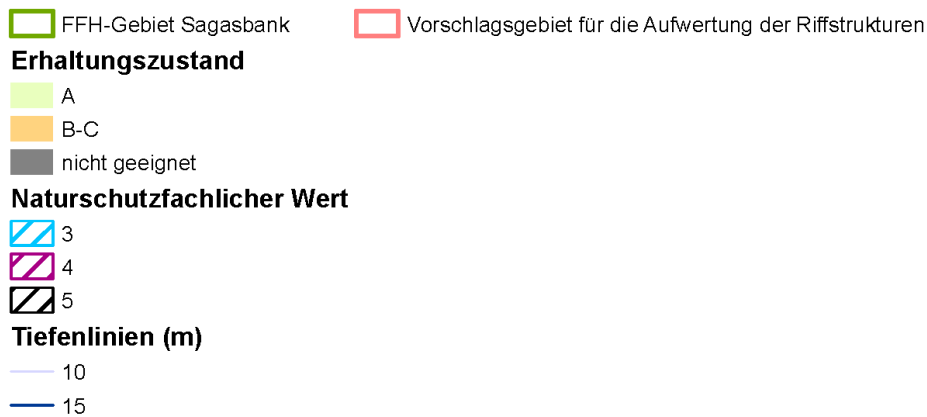 FFH-Gebiet Sagasbank Vorschlagsgebiet für die Aufwertung der Riffstrukturen
Erhaltungszustand
A
B-C
nicht geeignet
Naturschutzfachlicher Wert
3
4
5
Tiefenlinien (m)
10
15